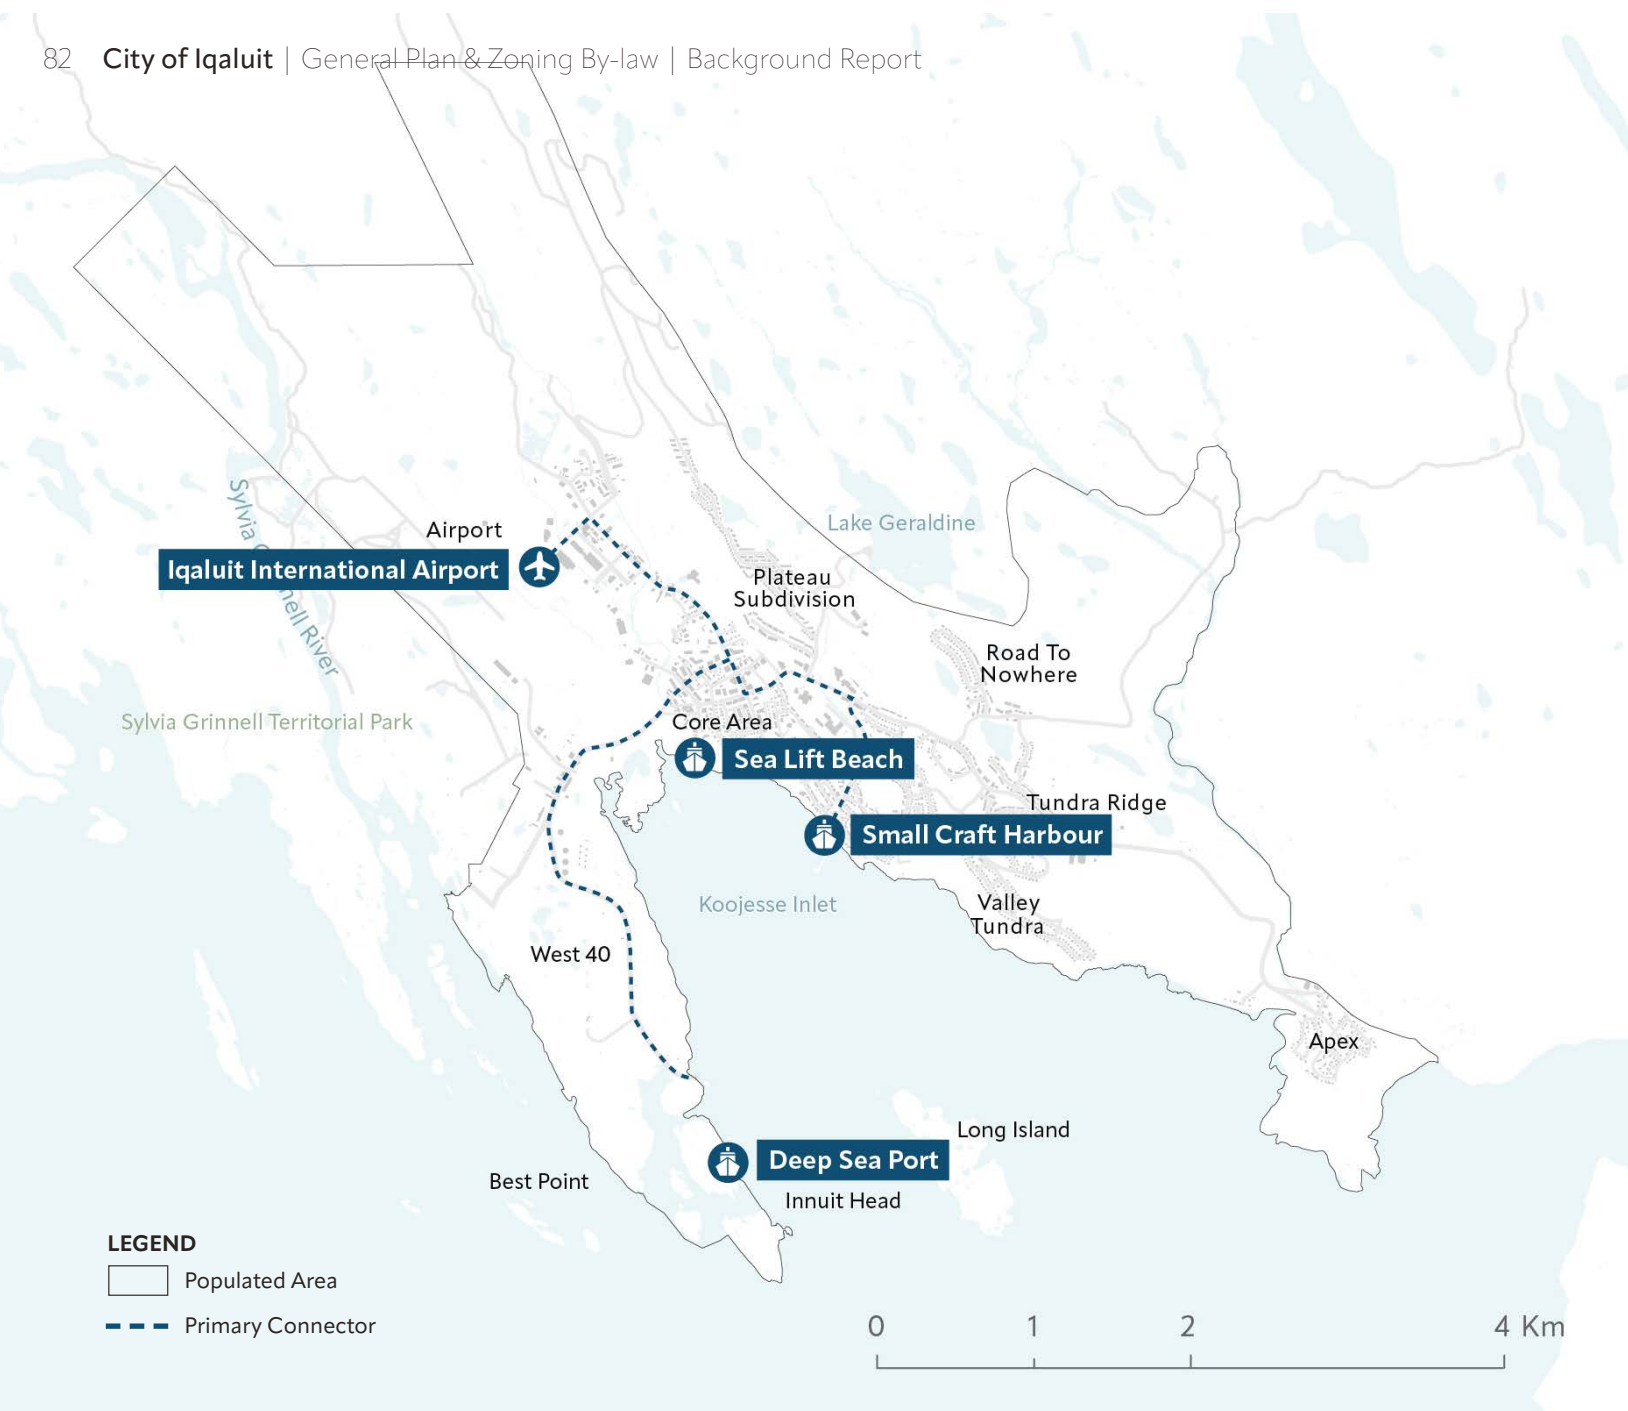 82 City of Iqaluit | General Plan & Zoning By-law | Background Report
Lake Geraldine
Airport
Iqaluit International Airport
Sylvia Grinnell River
Plateau
Subdivision
Road To
Nowhere
Sylvia Grinnell Territorial Park
Core Area
Sea Lift Beach
Tundra Ridge
Small Craft Harbour
Koojesse Inlet
Valley
Tundra
West 40
Apex
Long Island
Deep Sea Port
Best Point
Innuit Head
LEGEND
Populated Area
Primary Connector
0 1 2 4 Km